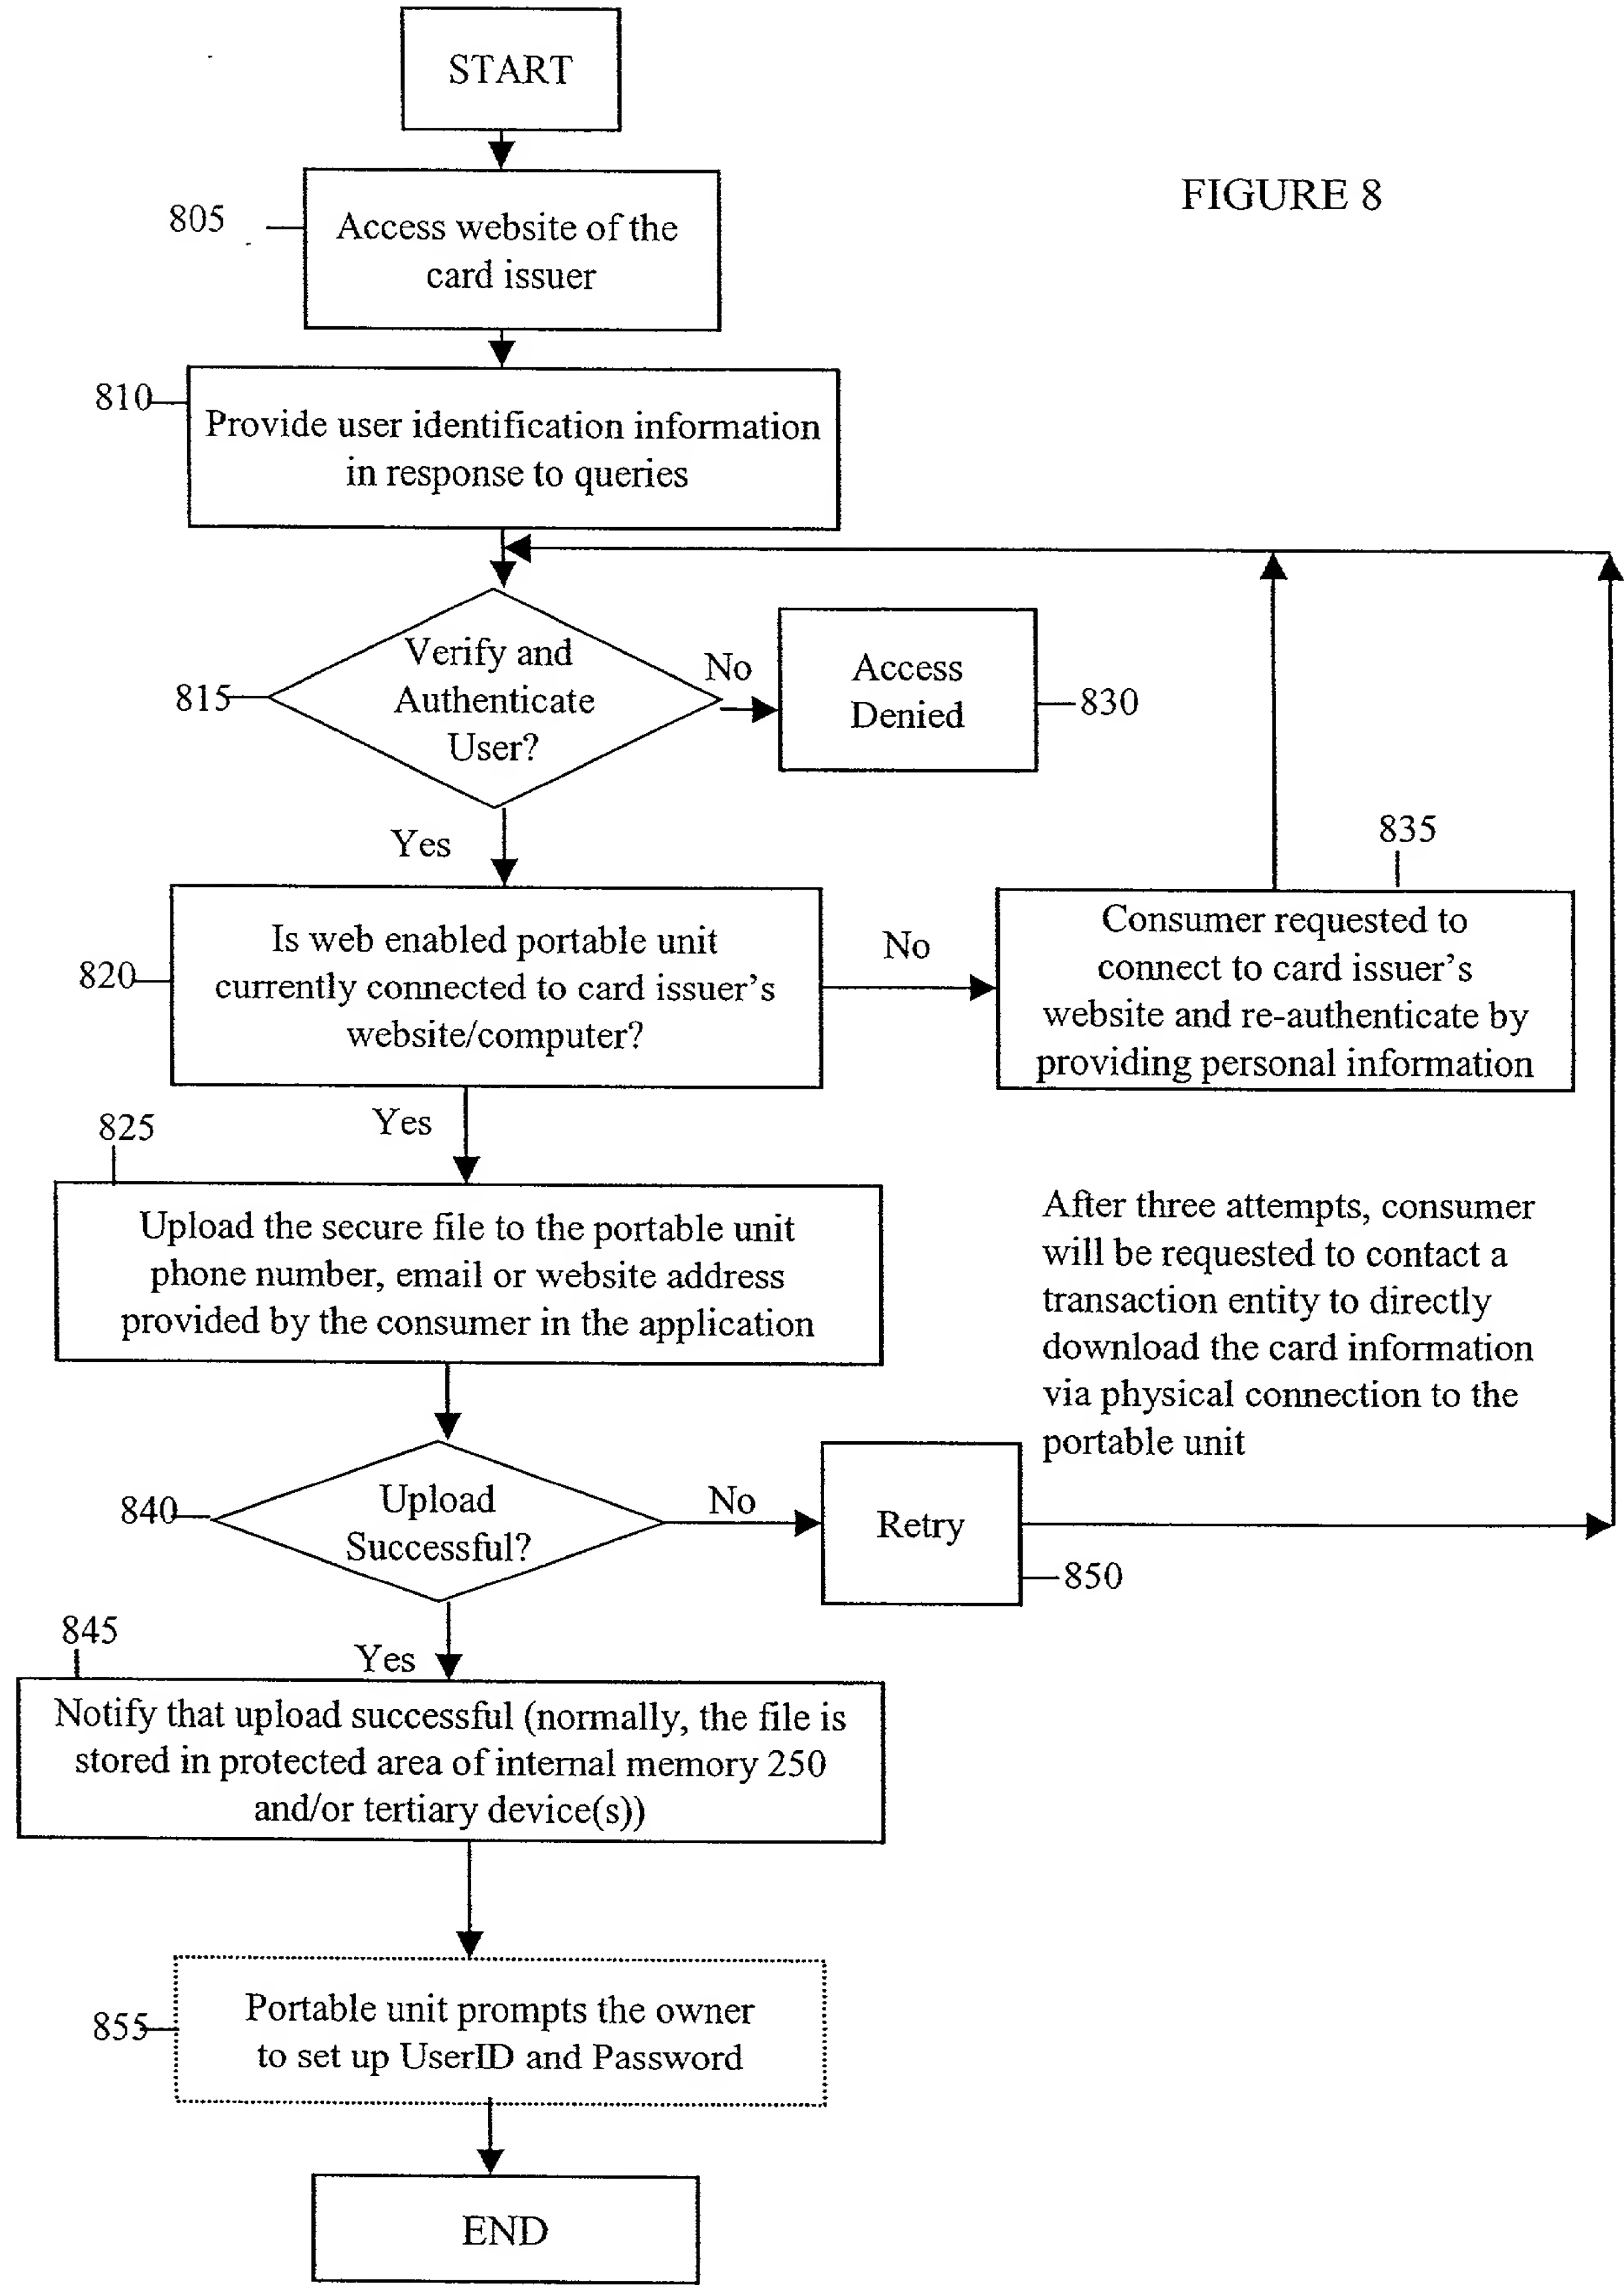 START
FIGURE 8
805
Access website of the
card issuer
810
Provide user identification information
in response to queries
815
Verify and
Authenticate
User?
No
Access
Denied
830
Yes
820
Is web enabled portable unit
currently connected to card issuer's
website/computer?
No
835
Consumer requested to
connect to card issuer's
website and re-authenticate by
providing personal information
Yes
825
Upload the secure file to the portable unit
phone number, email or website address
provided by the consumer in the application
After three attempts, consumer
will be requested to contact a
transaction entity to directly
download the card information
via physical connection to the
portable unit
840
Upload
Successful?
No
Retry
850
845
Yes
Notify that upload successful (normally, the file is
stored in protected area of internal memory 250
and/or tertiary device(s))
855
Portable unit prompts the owner
to set up UserID and Password
END